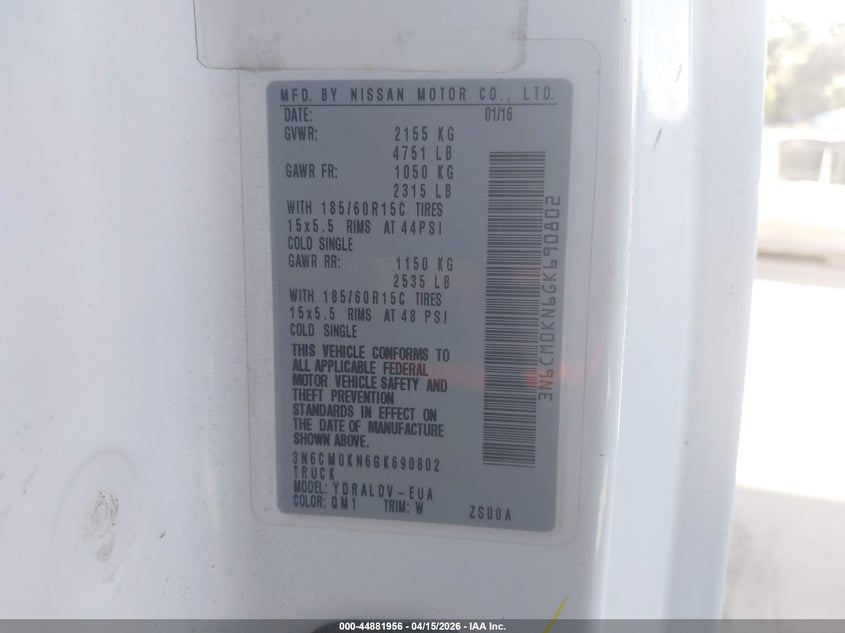 MFD. BY NISSAN MOTOR CO., LTD.
DATE: 01/16
GVWR: 2155 KG
4751 LB
GAWR FR: 1050 KG
2315 LB
WITH 185/60R15C TIRES
15x5.5 RIMS AT 44PSI
COLD SINGLE
GAWR RR: 1150 KG
2535 LB
WITH 185/60R15C TIRES
15x5.5 RIMS AT 48 PSI
COLD SINGLE
THIS VEHICLE CONFORMS TO
ALL APPLICABLE FEDERAL
MOTOR VEHICLE SAFETY AND
THEFT PREVENTION
STANDARDS IN EFFECT ON
THE DATE OF MANUFACTURE
SHOWN ABOVE.
3N6CM0KN6GK690802
TRUCK
MODEL: YDRALDV-EUA
COLOR: QM1 TRIM: W ZS00A
3N6CM0KN6GK690802
000-44881956 - 04/15/2026 - IAA Inc.